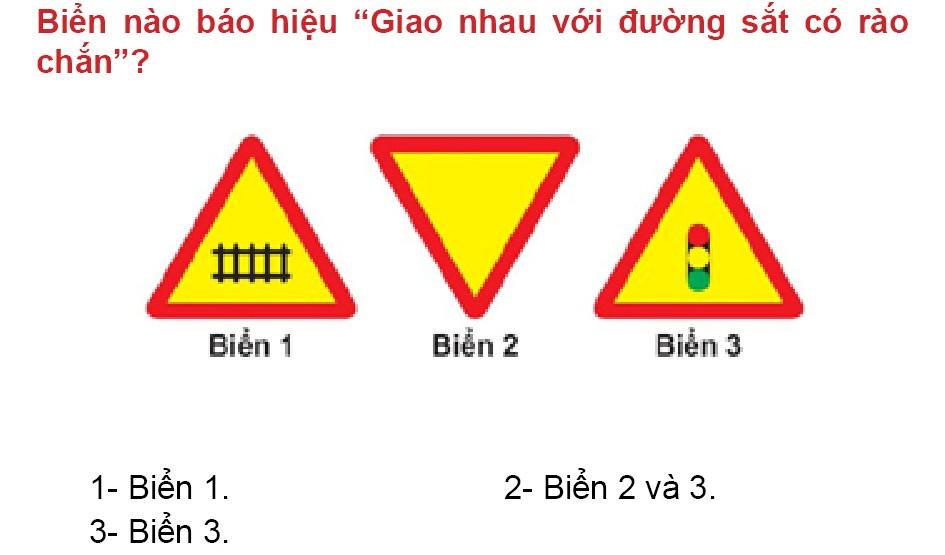 Biển nào báo hiệu “Giao nhau với đường sắt có rào
chắn”?
Biển 1
Biển 2
Biển 3
1- Biển 1.
2- Biển 2 và 3.
3- Biển 3.